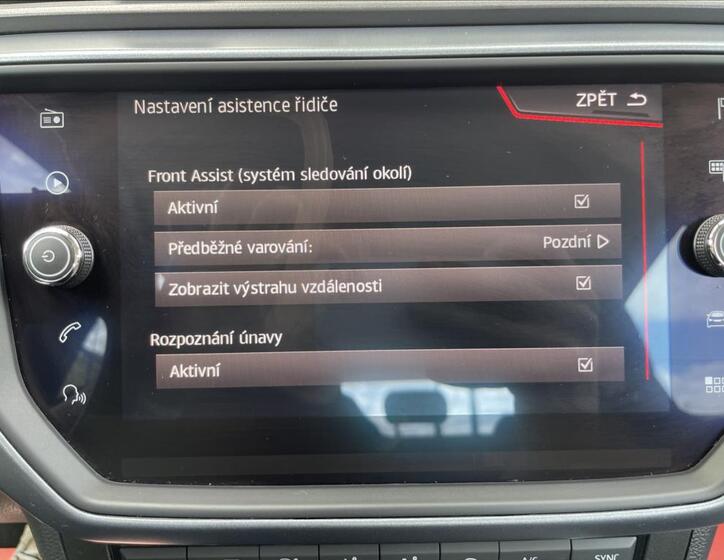 Nastavení asistence řidiče
ZPĚT
Front Assist (systém sledování okolí)
Aktivní
Předběžné varování: Pozdní
Zobrazit výstrahu vzdálenosti
Rozpoznání únavy
Aktivní
A/C
SYNC